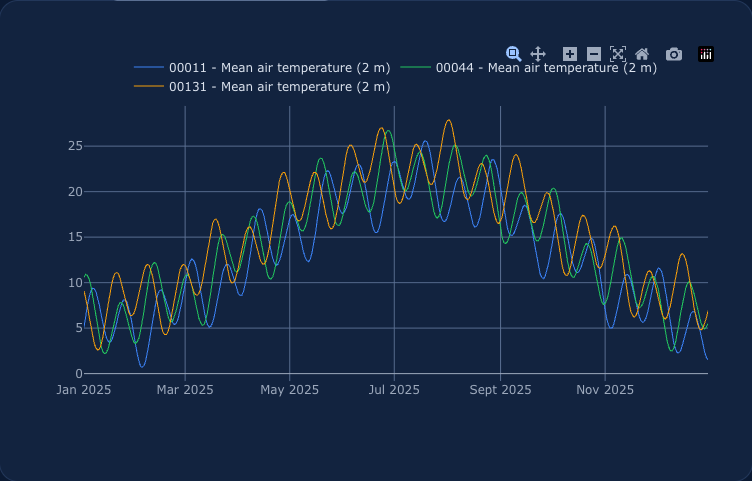 00011 - Mean air temperature (2 m)
00044 - Mean air temperature (2 m)
00131 - Mean air temperature (2 m)
25
20
15
10
5
0
Jan 2025
Mar 2025
May 2025
Jul 2025
Sept 2025
Nov 2025